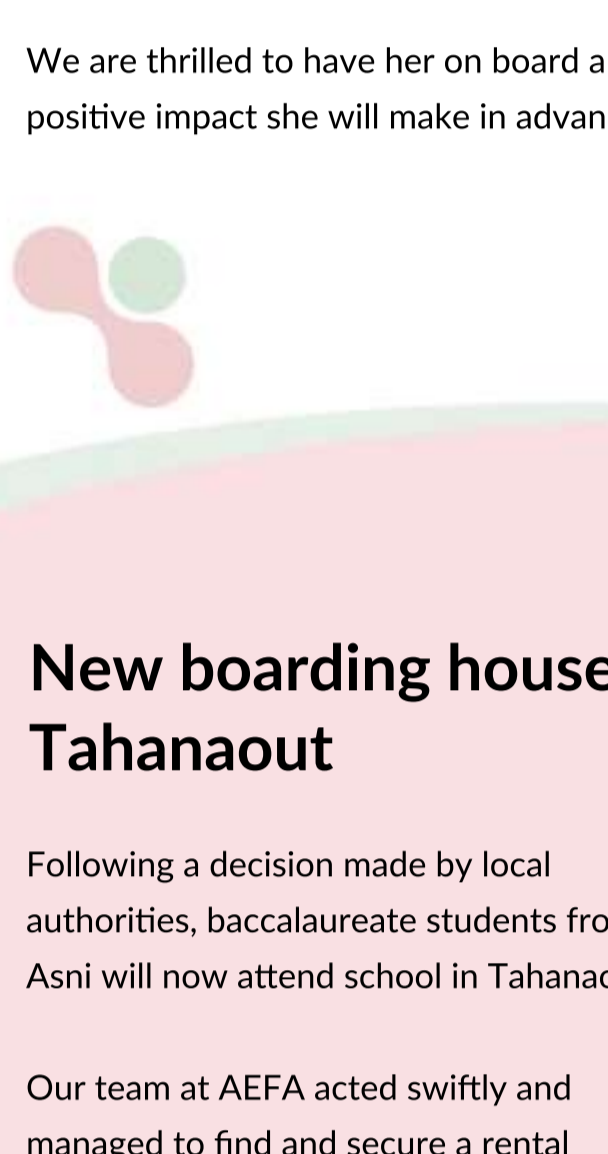 We are thrilled to have her on board a
positive impact she will make in advan
New boarding house
Tahanaout
Following a decision made by local
authorities, baccalaureate students fro
Asni will now attend school in Tahanao
Our team at AEFA acted swiftly and
managed to find and secure a rental